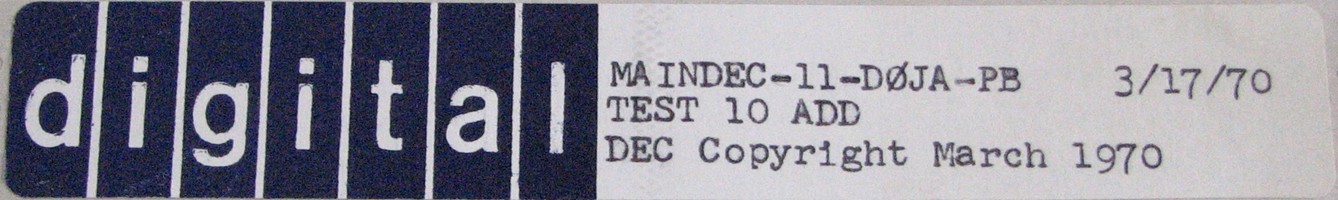 digital
MAINDEC-11-DØJA-PB 3/17/70
TEST 10 ADD
DEC Copyright March 1970